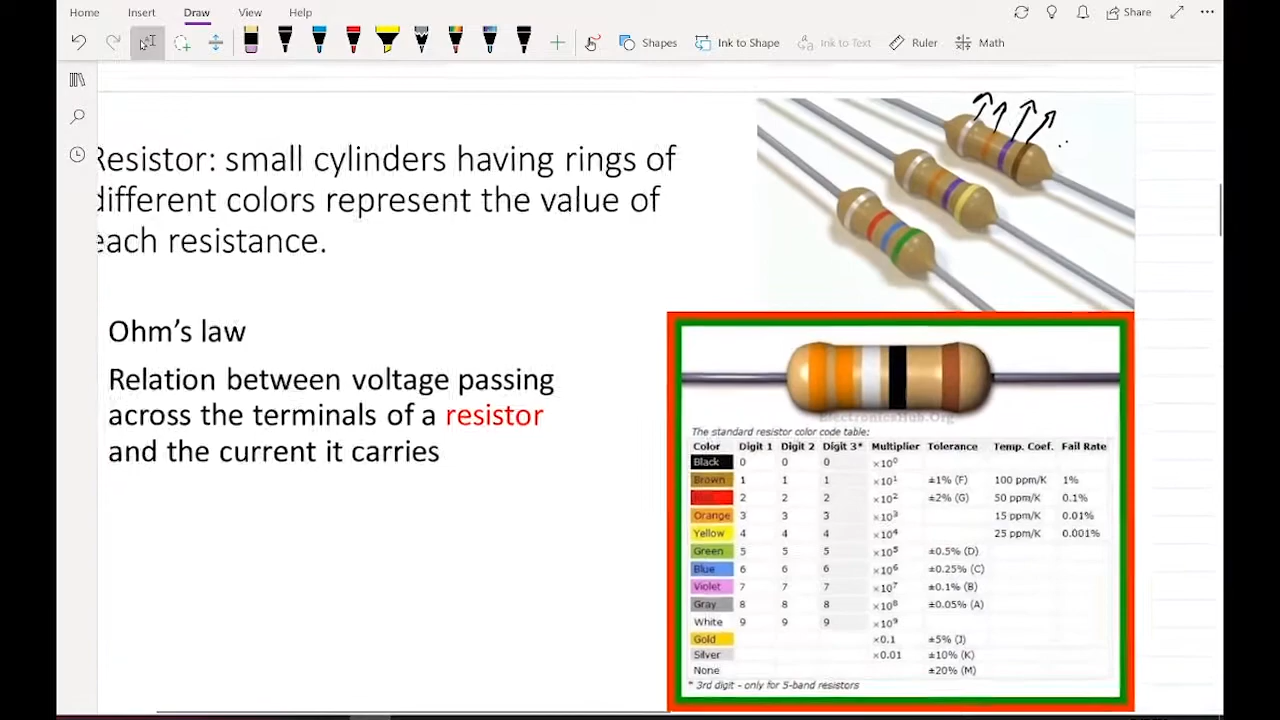 Home Insert Draw View Help
Share
Shapes Ink to Shape Ink to Text Ruler Math
Resistor: small cylinders having rings of
different colors represent the value of
each resistance.
Ohm's law
Relation between voltage passing
across the terminals of a resistor
and the current it carries
ElectronicsHub.Org
The standard resistor color code table:
Color Digit 1 Digit 2 Digit 3* Multiplier Tolerance Temp. Coef. Fail Rate
Black 0 0 0 ×10⁰
Brown 1 1 1 ×10¹ ±1% (F) 100 ppm/K 1%
Red 2 2 2 ×10² ±2% (G) 50 ppm/K 0.1%
Orange 3 3 3 ×10³ 15 ppm/K 0.01%
Yellow 4 4 4 ×10⁴ 25 ppm/K 0.001%
Green 5 5 5 ×10⁵ ±0.5% (D)
Blue 6 6 6 ×10⁶ ±0.25% (C)
Violet 7 7 7 ×10⁷ ±0.1% (B)
Gray 8 8 8 ×10⁸ ±0.05% (A)
White 9 9 9 ×10⁹
Gold ×0.1 ±5% (J)
Silver ×0.01 ±10% (K)
None ±20% (M)
* 3rd digit - only for 5-band resistors